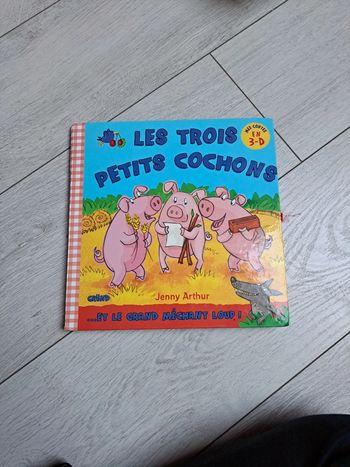 LES TROIS
PETITS COCHONS
MES CONTES
EN
3-D
Jenny Arthur
GRÜND
...ET LE GRAND MÉCHANT LOUP !